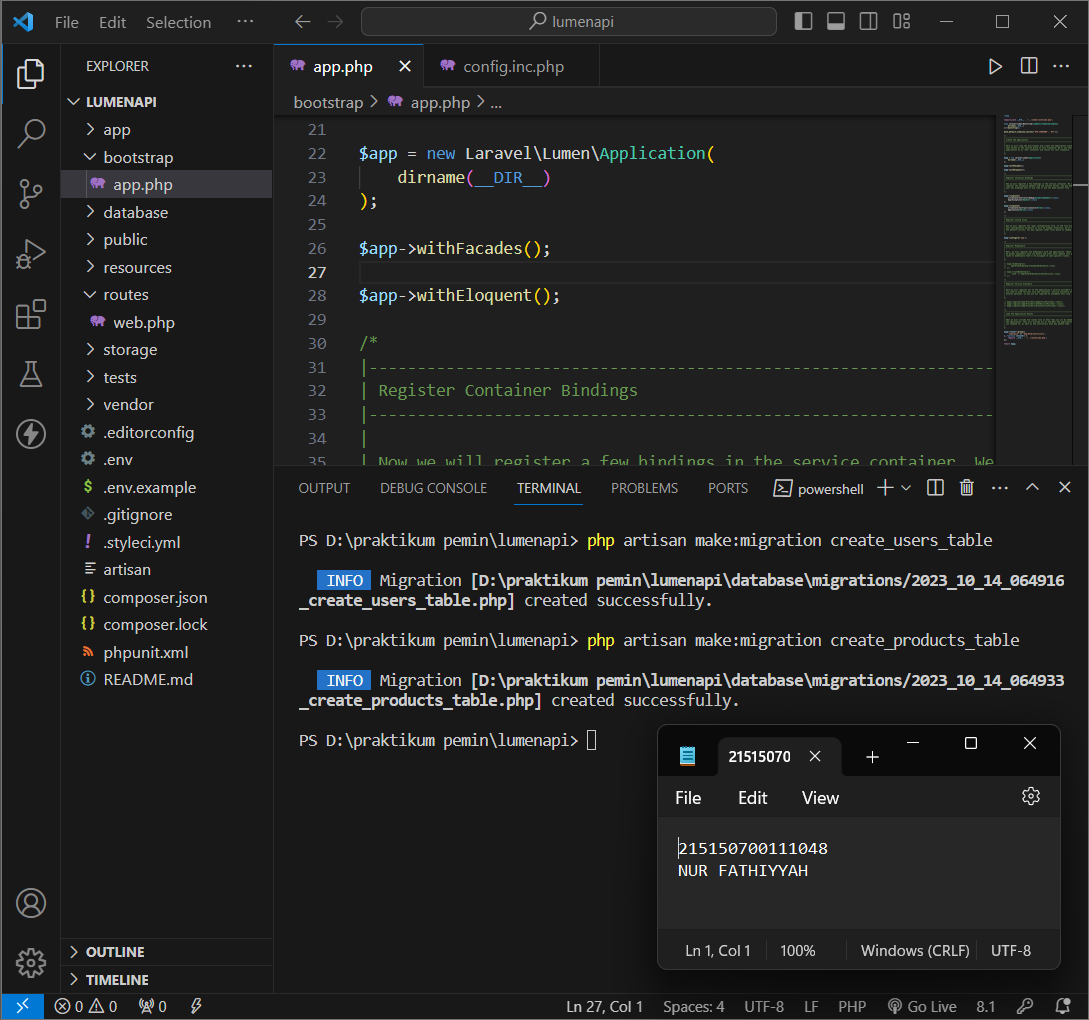 File Edit Selection ··· lumenapi
EXPLORER ···
LUMENAPI
app
bootstrap
app.php
database
public
resources
routes
web.php
storage
tests
vendor
.editorconfig
.env
.env.example
.gitignore
.styleci.yml
artisan
composer.json
composer.lock
phpunit.xml
README.md
OUTLINE
TIMELINE
app.php config.inc.php
bootstrap > app.php > ...
21
22 $app = new Laravel\Lumen\Application(
23 dirname(__DIR__)
24 );
25
26 $app->withFacades();
27
28 $app->withEloquent();
29
30 /*
31 |--------------------------------------------------------------------
32 | Register Container Bindings
33 |--------------------------------------------------------------------
34 |
35 | Now we will register a few bindings in the service container. We
OUTPUT DEBUG CONSOLE TERMINAL PROBLEMS PORTS powershell
PS D:\praktikum pemin\lumenapi> php artisan make:migration create_users_table
INFO Migration [D:\praktikum pemin\lumenapi\database\migrations/2023_10_14_064916
_create_users_table.php] created successfully.
PS D:\praktikum pemin\lumenapi> php artisan make:migration create_products_table
INFO Migration [D:\praktikum pemin\lumenapi\database\migrations/2023_10_14_064933
_create_products_table.php] created successfully.
PS D:\praktikum pemin\lumenapi>
21515070
File Edit View
215150700111048
NUR FATHIYYAH
Ln 1, Col 1 100% Windows (CRLF) UTF-8
0 0 0 Ln 27, Col 1 Spaces: 4 UTF-8 LF PHP Go Live 8.1